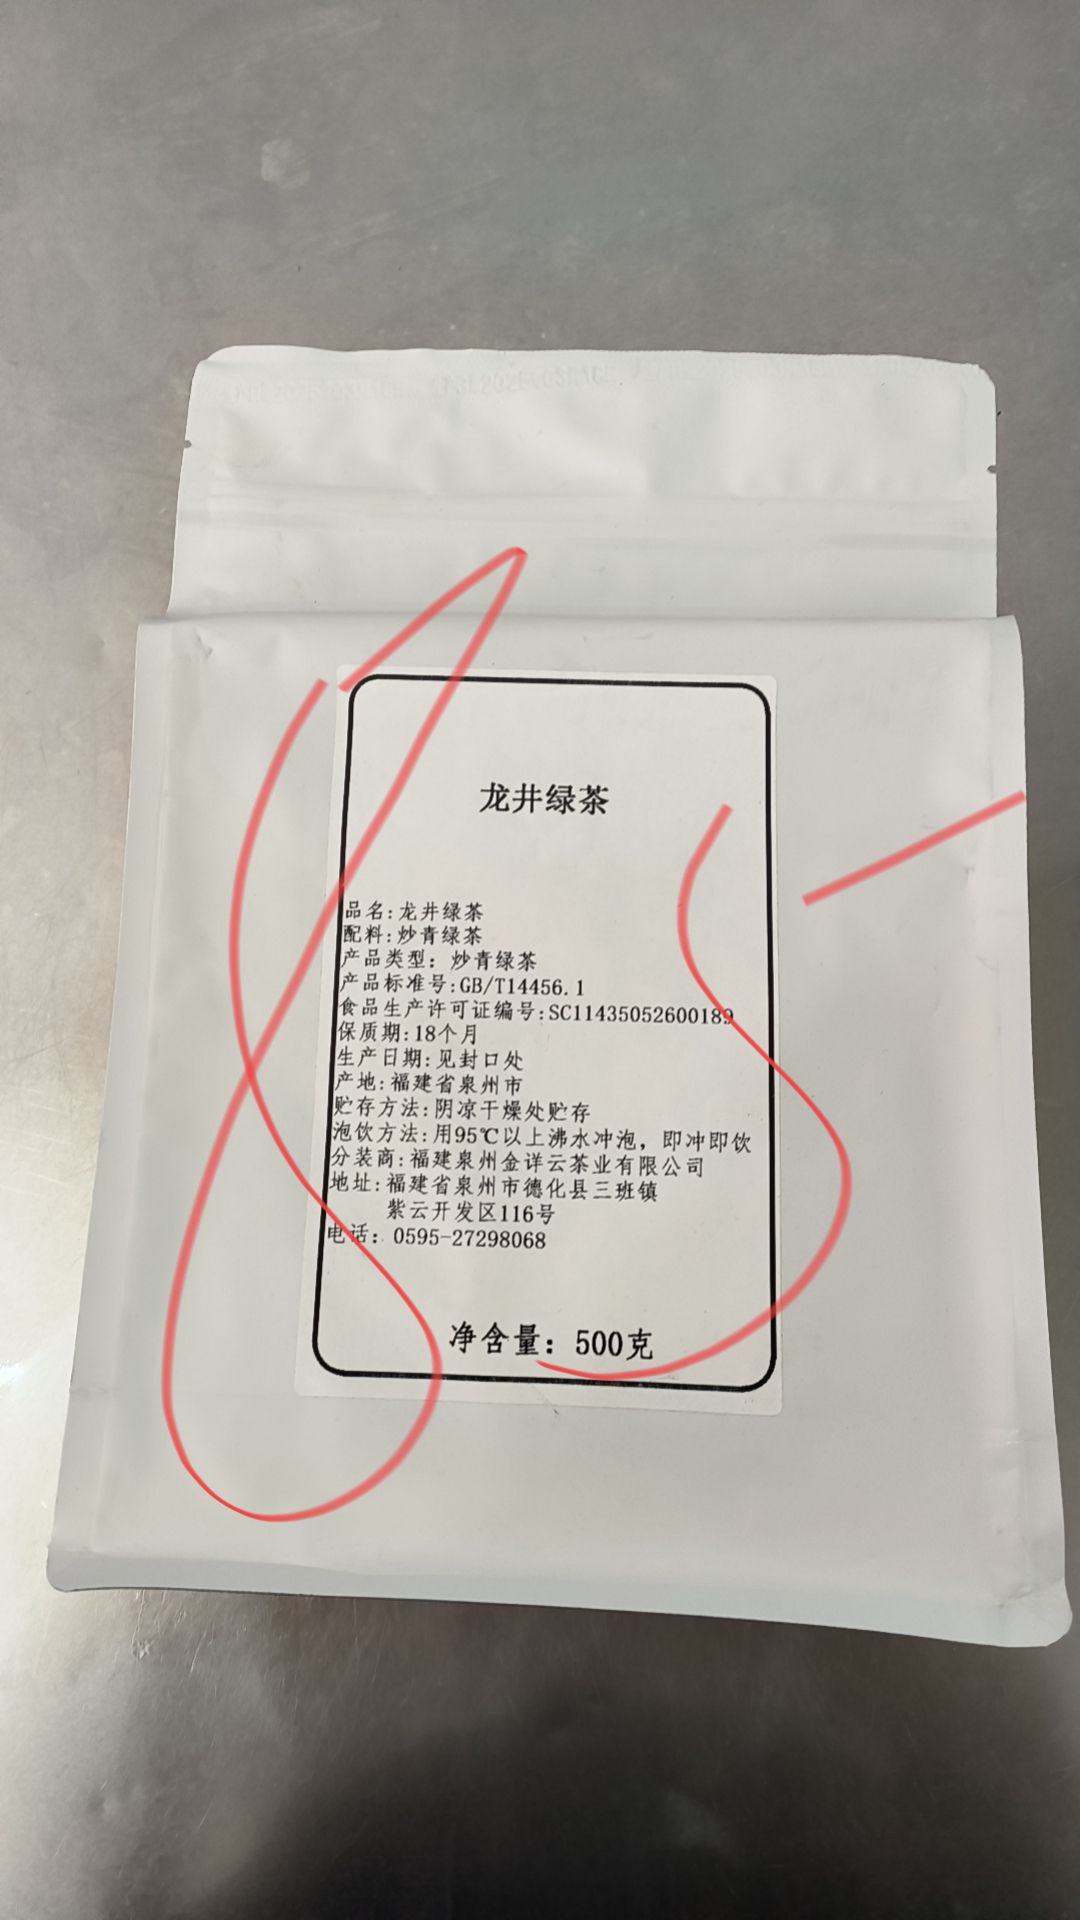 龙井绿茶
品名:龙井绿茶
配料:炒青绿茶
产品类型：炒青绿茶
产品标准号:GB/T14456.1
食品生产许可证编号:SC11435052600189
保质期:18个月
生产日期:见封口处
产地:福建省泉州市
贮存方法:阴凉干燥处贮存
泡饮方法:用95℃以上沸水冲泡，即冲即饮
分装商:福建泉州金详云茶业有限公司
地址:福建省泉州市德化县三班镇
紫云开发区116号
电话：0595-27298068
净含量：500克